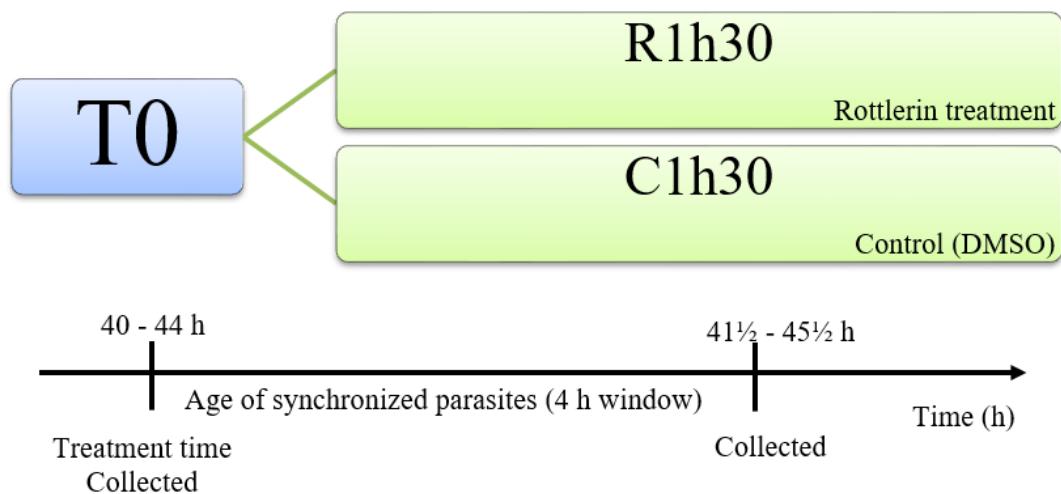 T0
R1h30
Rottlerin treatment
C1h30
Control (DMSO)
40 - 44 h
41½ - 45½ h
Age of synchronized parasites (4 h window)
Time (h)
Treatment time
Collected
Collected